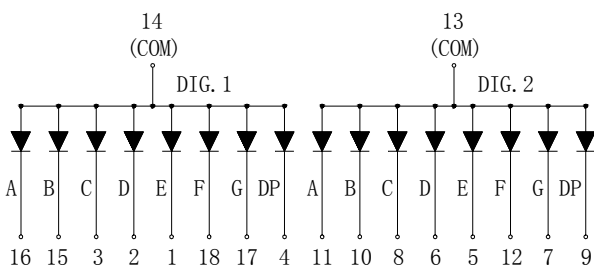 14 13
(COM) (COM)
DIG.1 DIG.2
A B C D E F G DP A B C D E F G DP
16 15 3 2 1 18 17 4 11 10 8 6 5 12 7 9